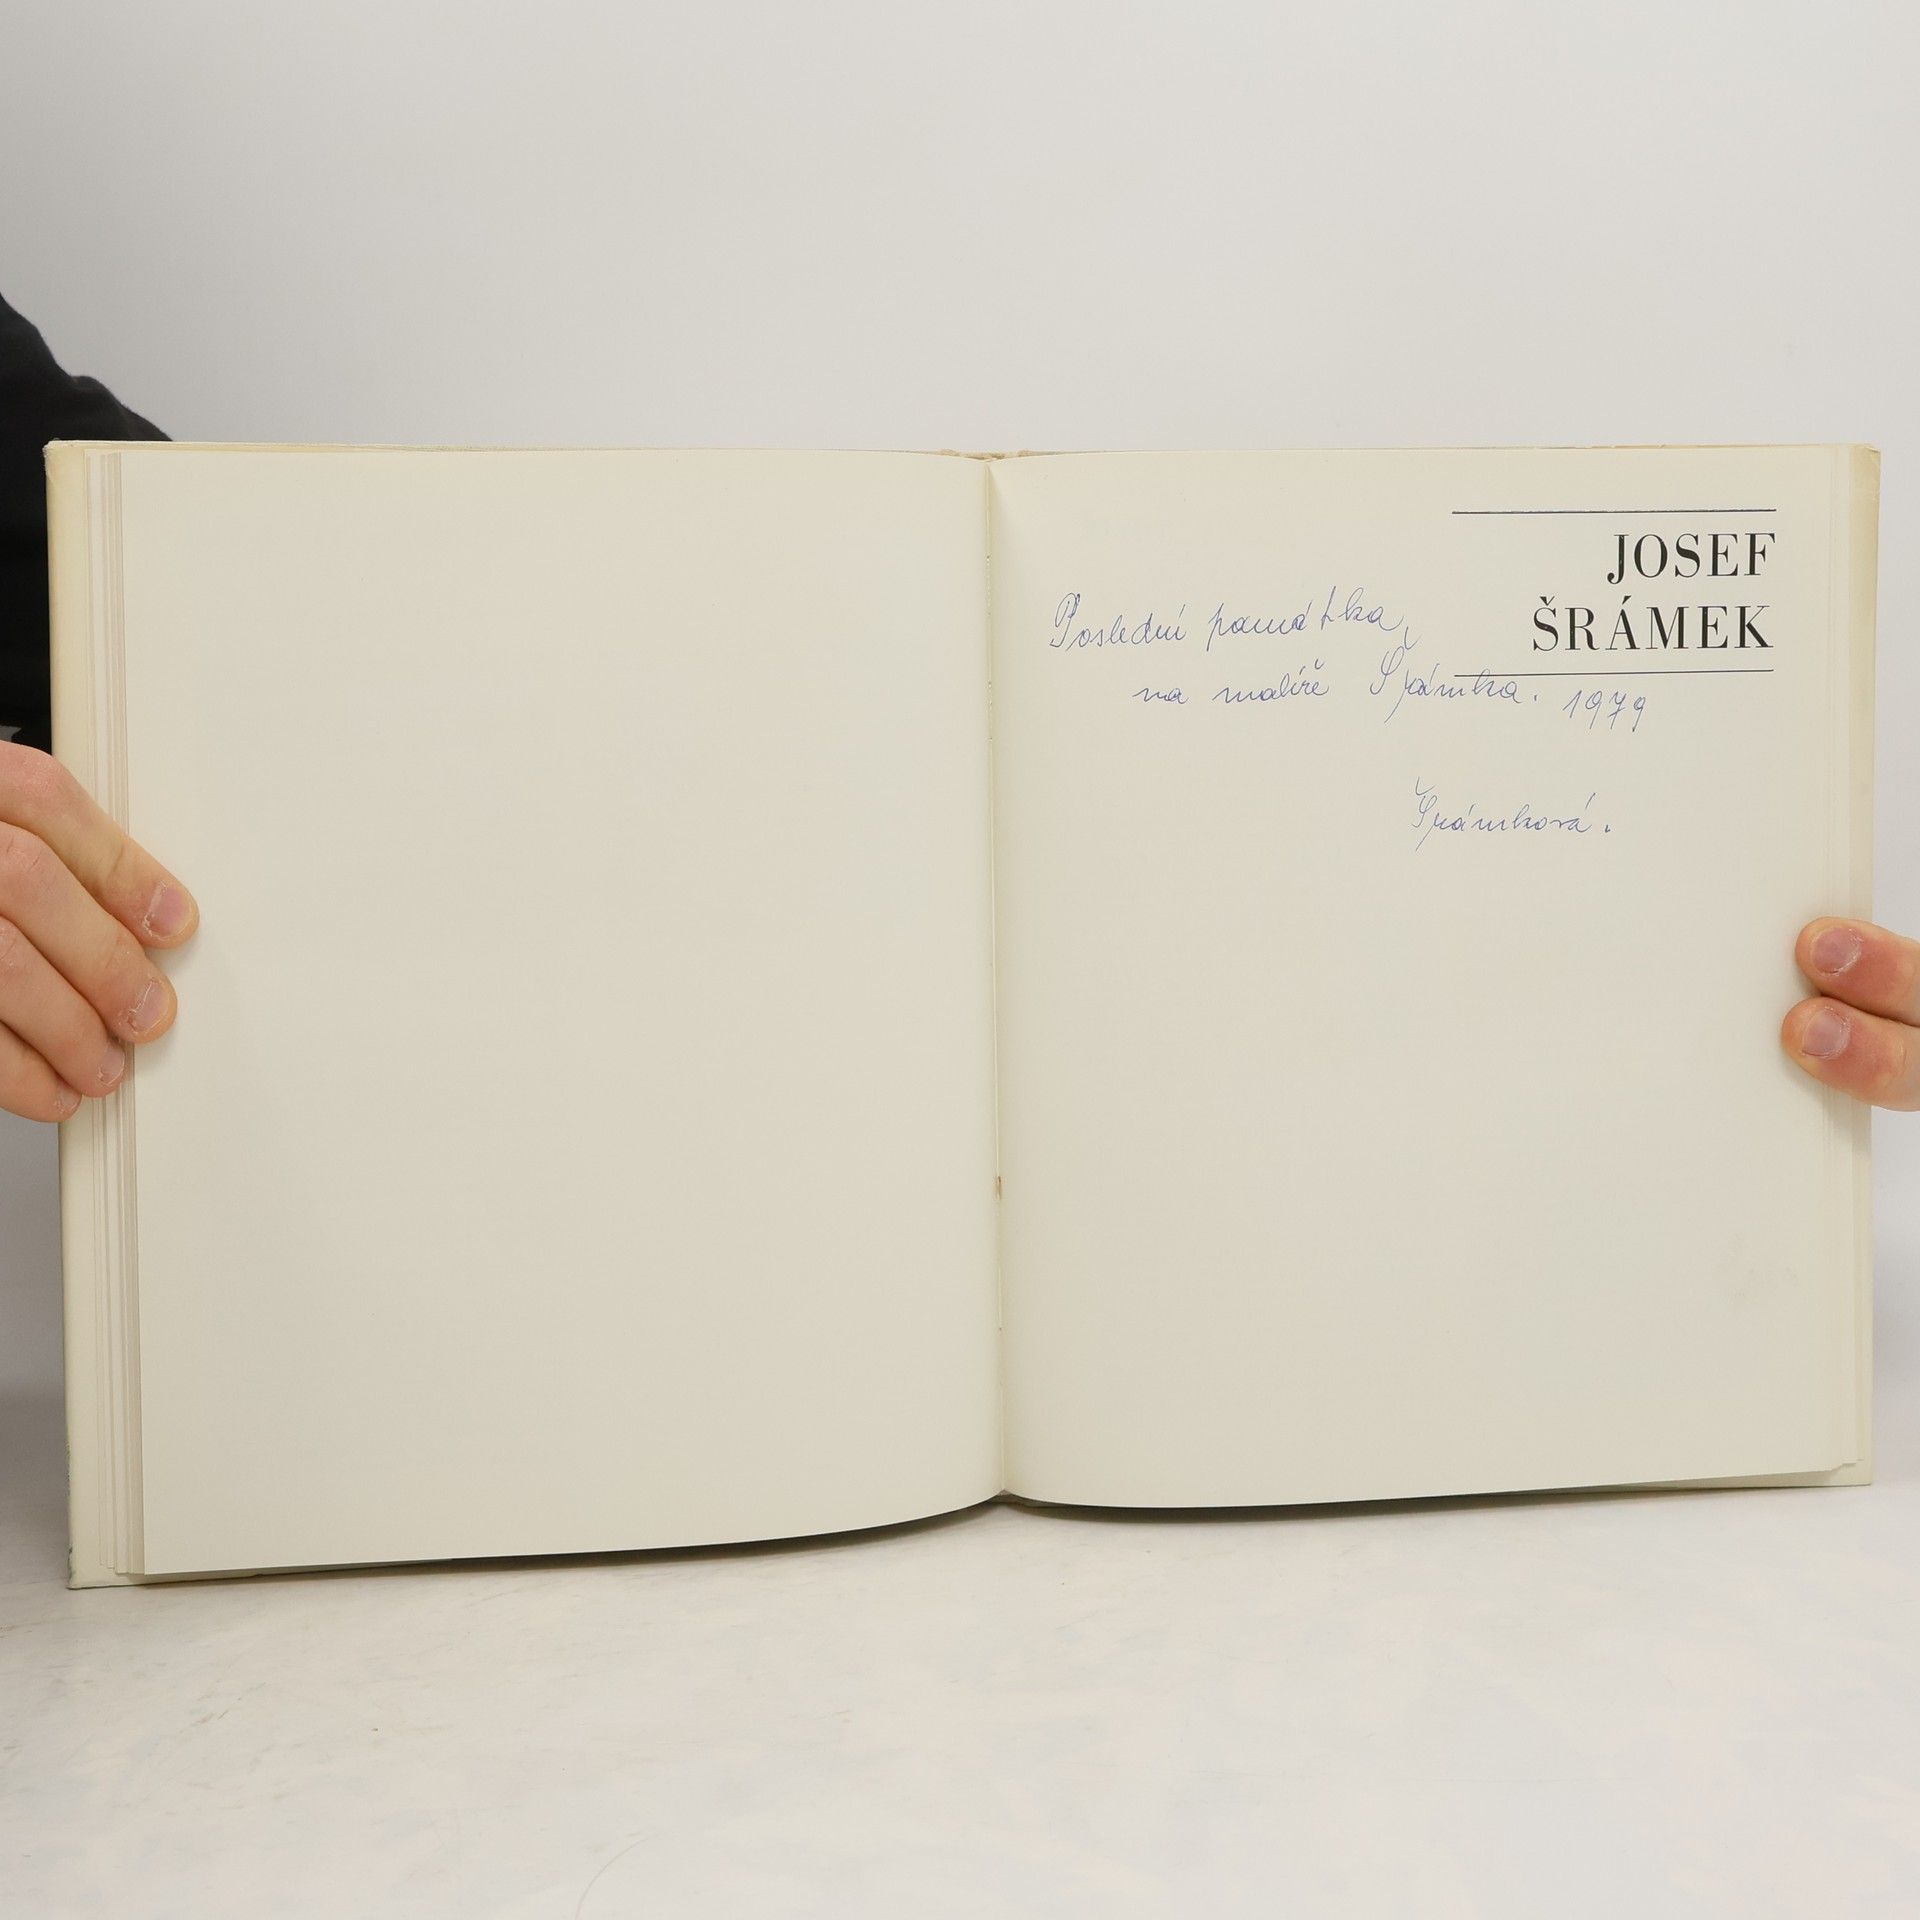 JOSEF
ŠRÁMEK
Poslední památka
na malíře Šrámka. 1979
Šrámková.